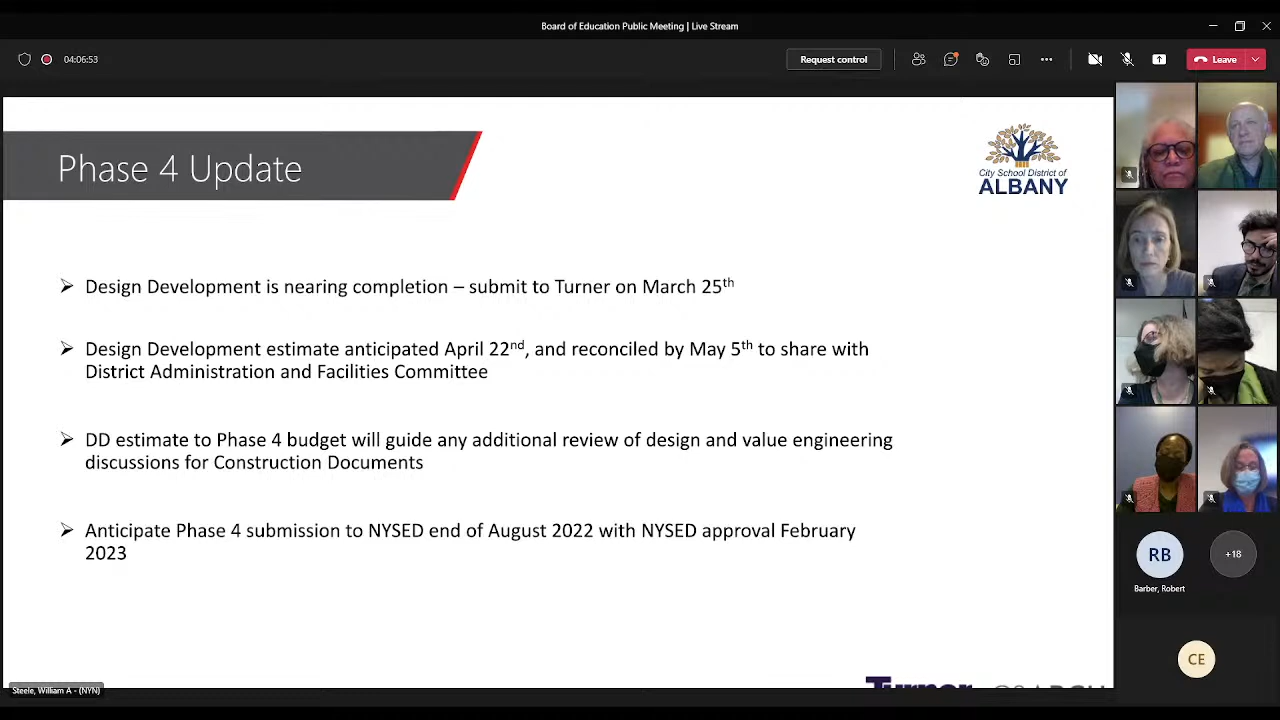 Board of Education Public Meeting | Live Stream
04:06:53
Request control
Leave
Phase 4 Update
City School District of
ALBANY
➢ Design Development is nearing completion – submit to Turner on March 25th
➢ Design Development estimate anticipated April 22nd, and reconciled by May 5th to share with
District Administration and Facilities Committee
➢ DD estimate to Phase 4 budget will guide any additional review of design and value engineering
discussions for Construction Documents
➢ Anticipate Phase 4 submission to NYSED end of August 2022 with NYSED approval February
2023
RB
+18
Barber, Robert
CE
Steele, William A - (NYN)
Turner